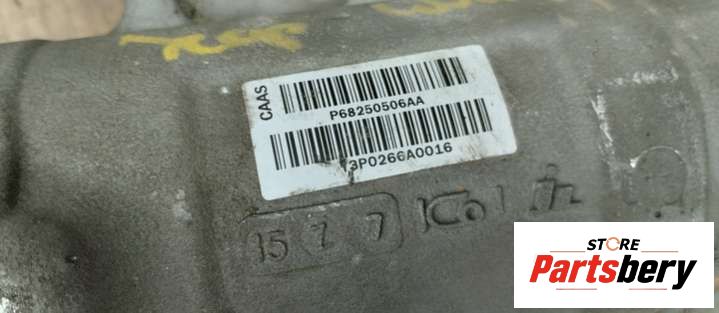 CAAS
P68250506AA
3P0266A0016
15 7 7
STORE
Partsbery